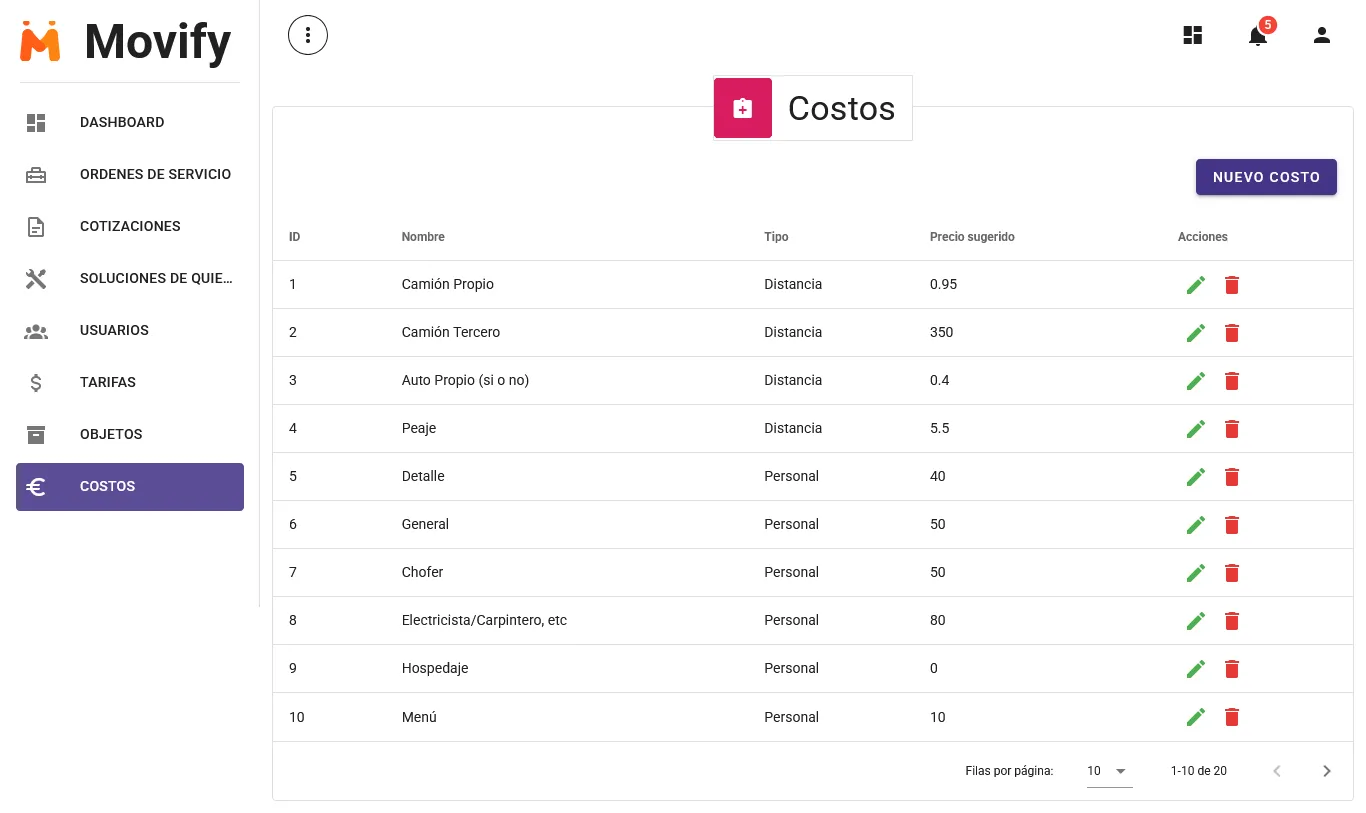 Movify
5
DASHBOARD
ORDENES DE SERVICIO
COTIZACIONES
SOLUCIONES DE QUIE...
USUARIOS
TARIFAS
OBJETOS
COSTOS
Costos
NUEVO COSTO
ID Nombre Tipo Precio sugerido Acciones
1 Camión Propio Distancia 0.95
2 Camión Tercero Distancia 350
3 Auto Propio (si o no) Distancia 0.4
4 Peaje Distancia 5.5
5 Detalle Personal 40
6 General Personal 50
7 Chofer Personal 50
8 Electricista/Carpintero, etc Personal 80
9 Hospedaje Personal 0
10 Menú Personal 10
Filas por página: 10 1-10 de 20